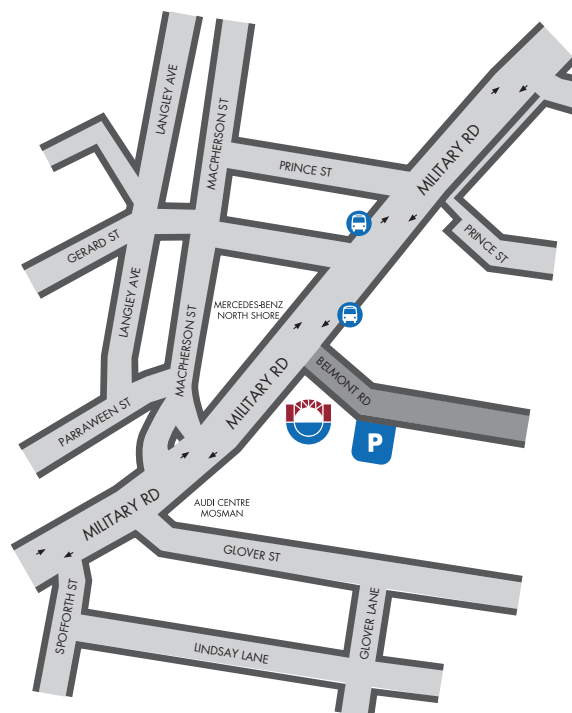 LANGLEY AVE
MACPHERSON ST
MILITARY RD
PRINCE ST
PRINCE ST
GERARD ST
LANGLEY AVE
MACPHERSON ST
MERCEDES-BENZ
NORTH SHORE
MILITARY RD
BELMONT RD
PARRAWEEN ST
P
MILITARY RD
AUDI CENTRE
MOSMAN
GLOVER ST
SPOFFORTH ST
LINDSAY LANE
GLOVER LANE